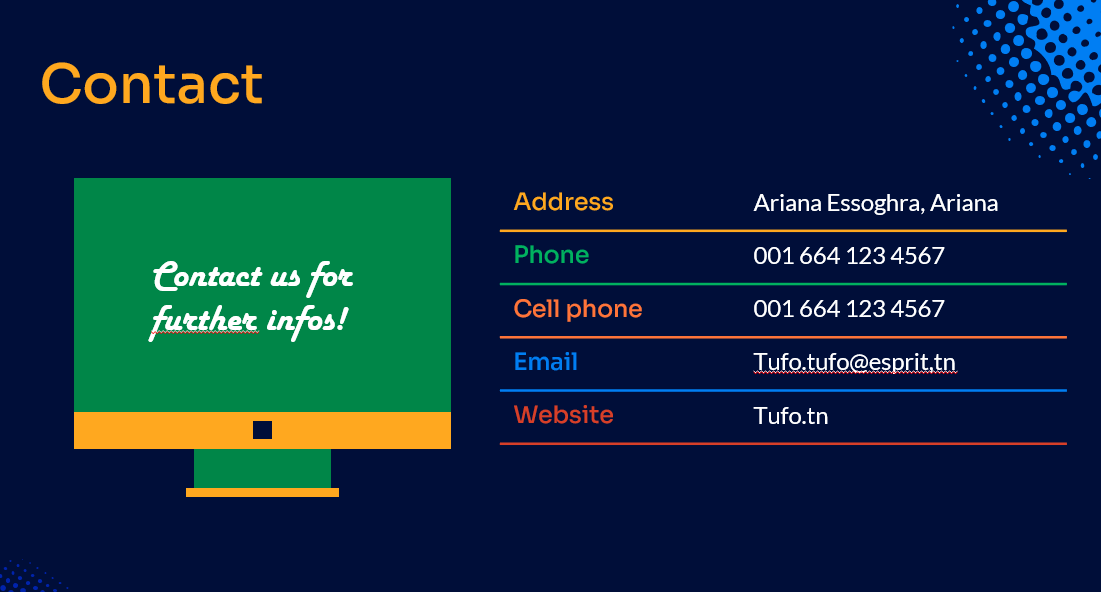 Contact
Contact us for
further infos!
Address Ariana Essoghra, Ariana
Phone 001 664 123 4567
Cell phone 001 664 123 4567
Email Tufo.tufo@esprit,tn
Website Tufo.tn